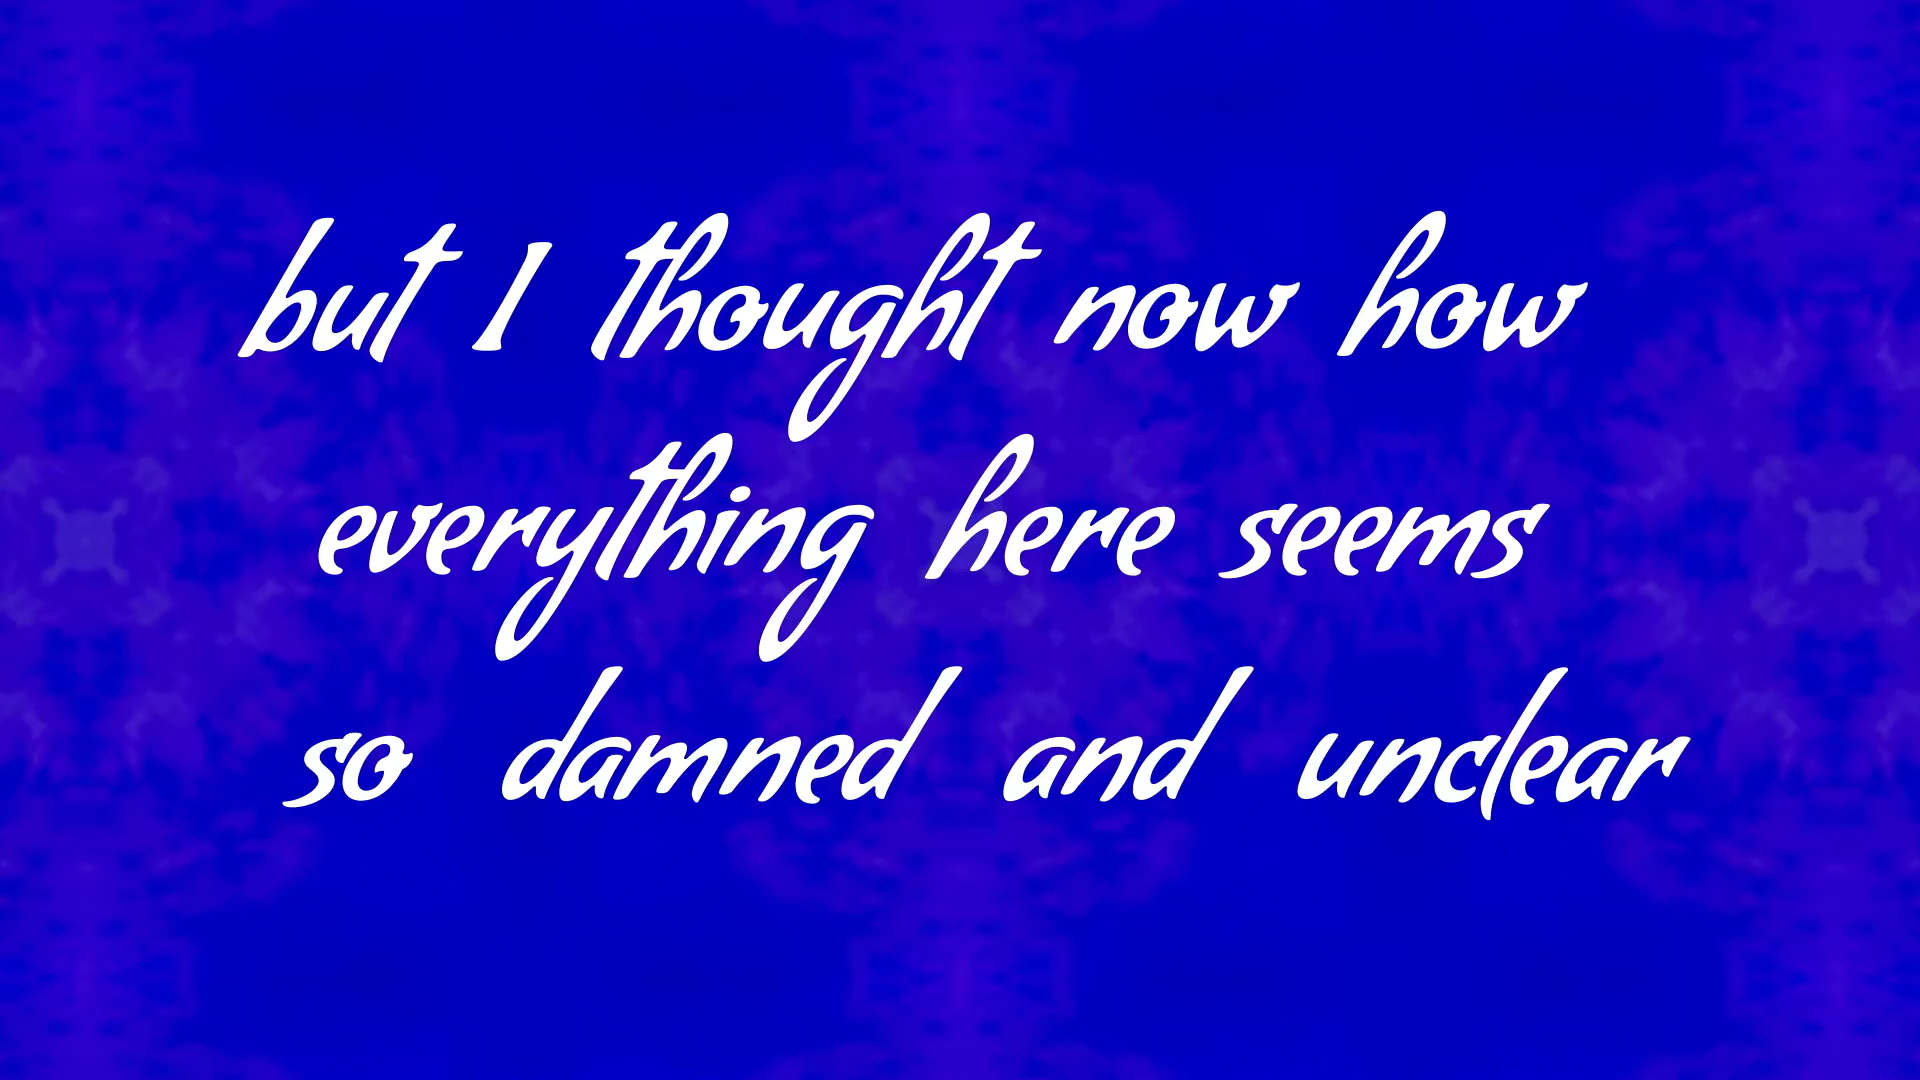 but I thought now how
everything here seems
so damned and unclear